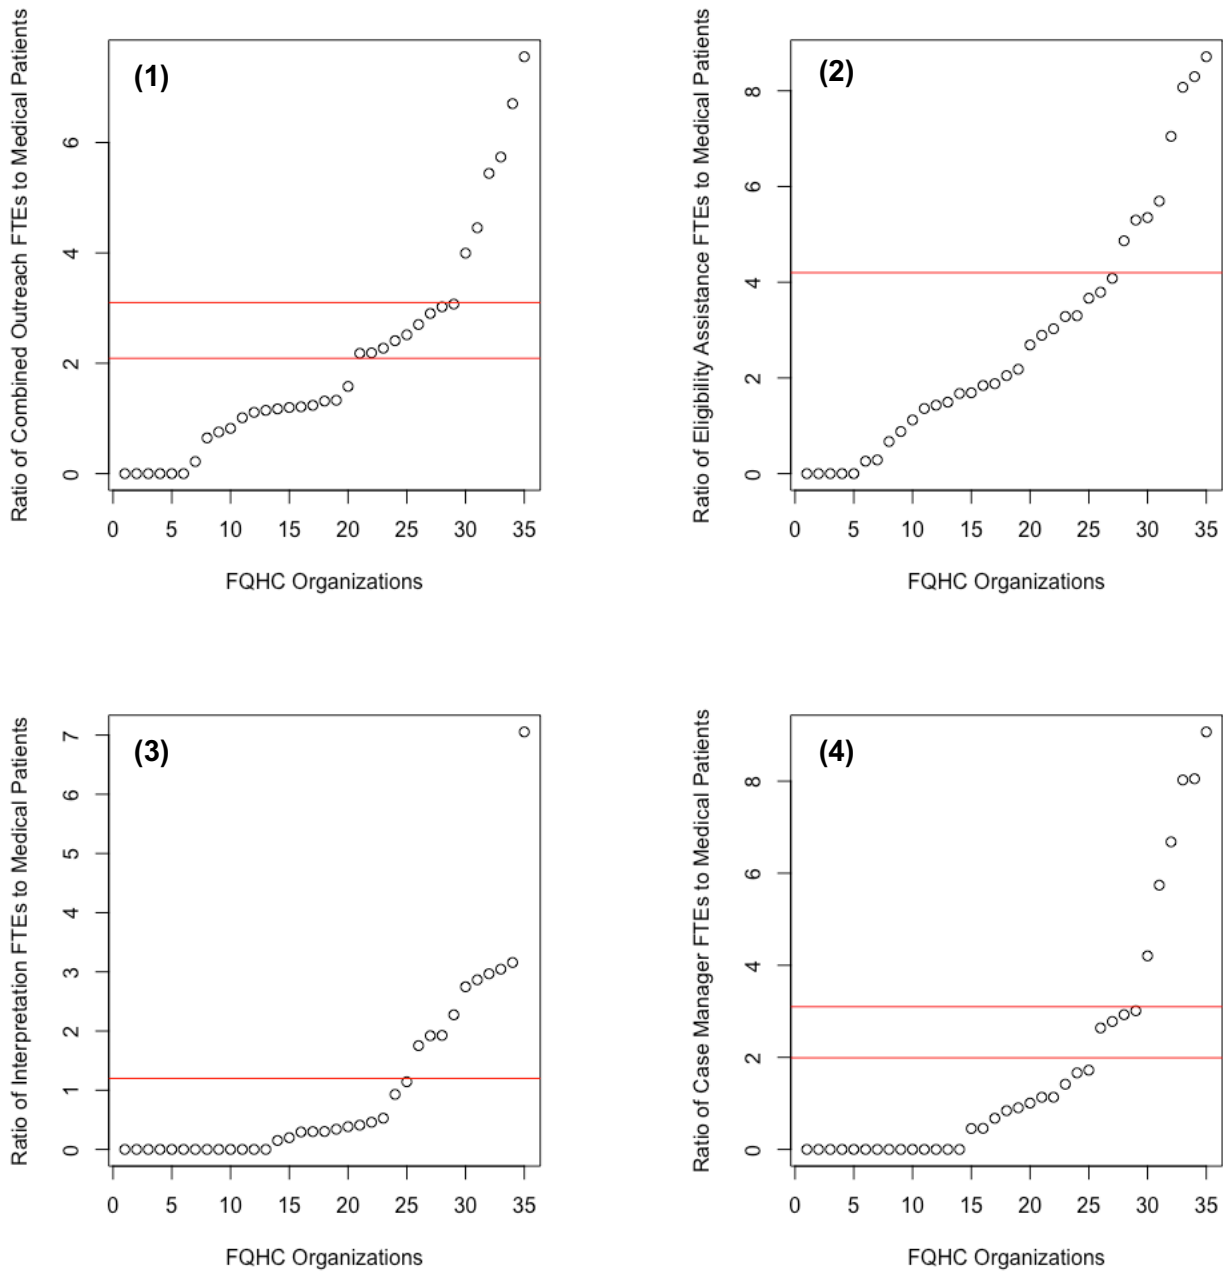 (1)
Ratio of Combined Outreach FTEs to Medical Patients
0 2 4 6
0 5 10 15 20 25 30 35
FQHC Organizations
(2)
Ratio of Eligibility Assistance FTEs to Medical Patients
0 2 4 6 8
0 5 10 15 20 25 30 35
FQHC Organizations
(3)
Ratio of Interpretation FTEs to Medical Patients
0 1 2 3 4 5 6 7
0 5 10 15 20 25 30 35
FQHC Organizations
(4)
Ratio of Case Manager FTEs to Medical Patients
0 2 4 6 8
0 5 10 15 20 25 30 35
FQHC Organizations